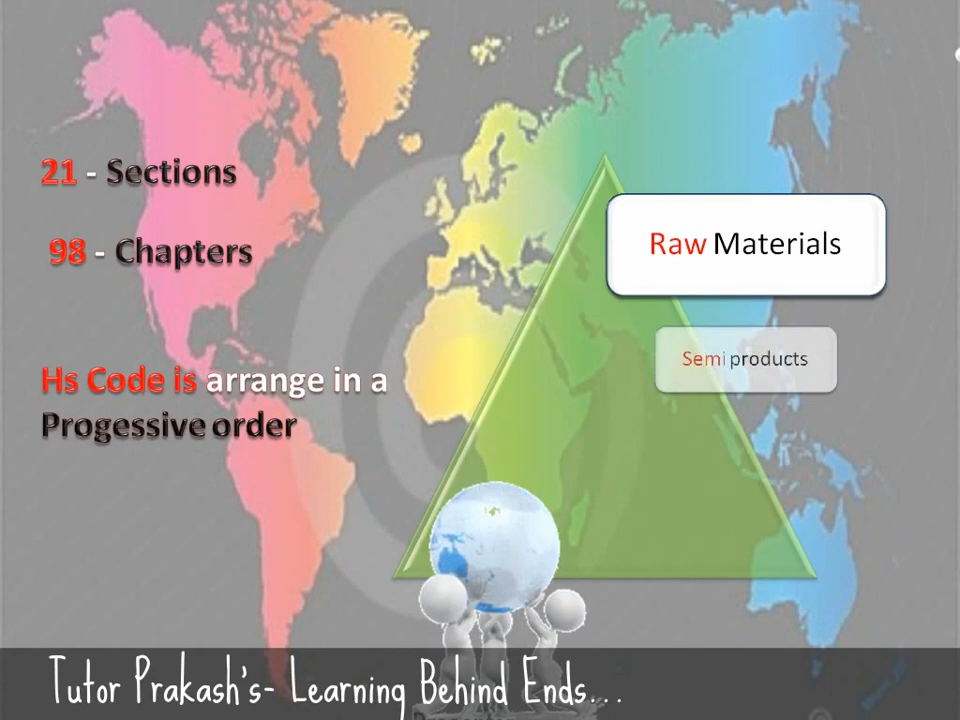 21 - Sections
98 - Chapters
Hs Code is arrange in a
Progessive order
Raw Materials
Semi products
Tutor Prakash's- Learning Behind Ends...